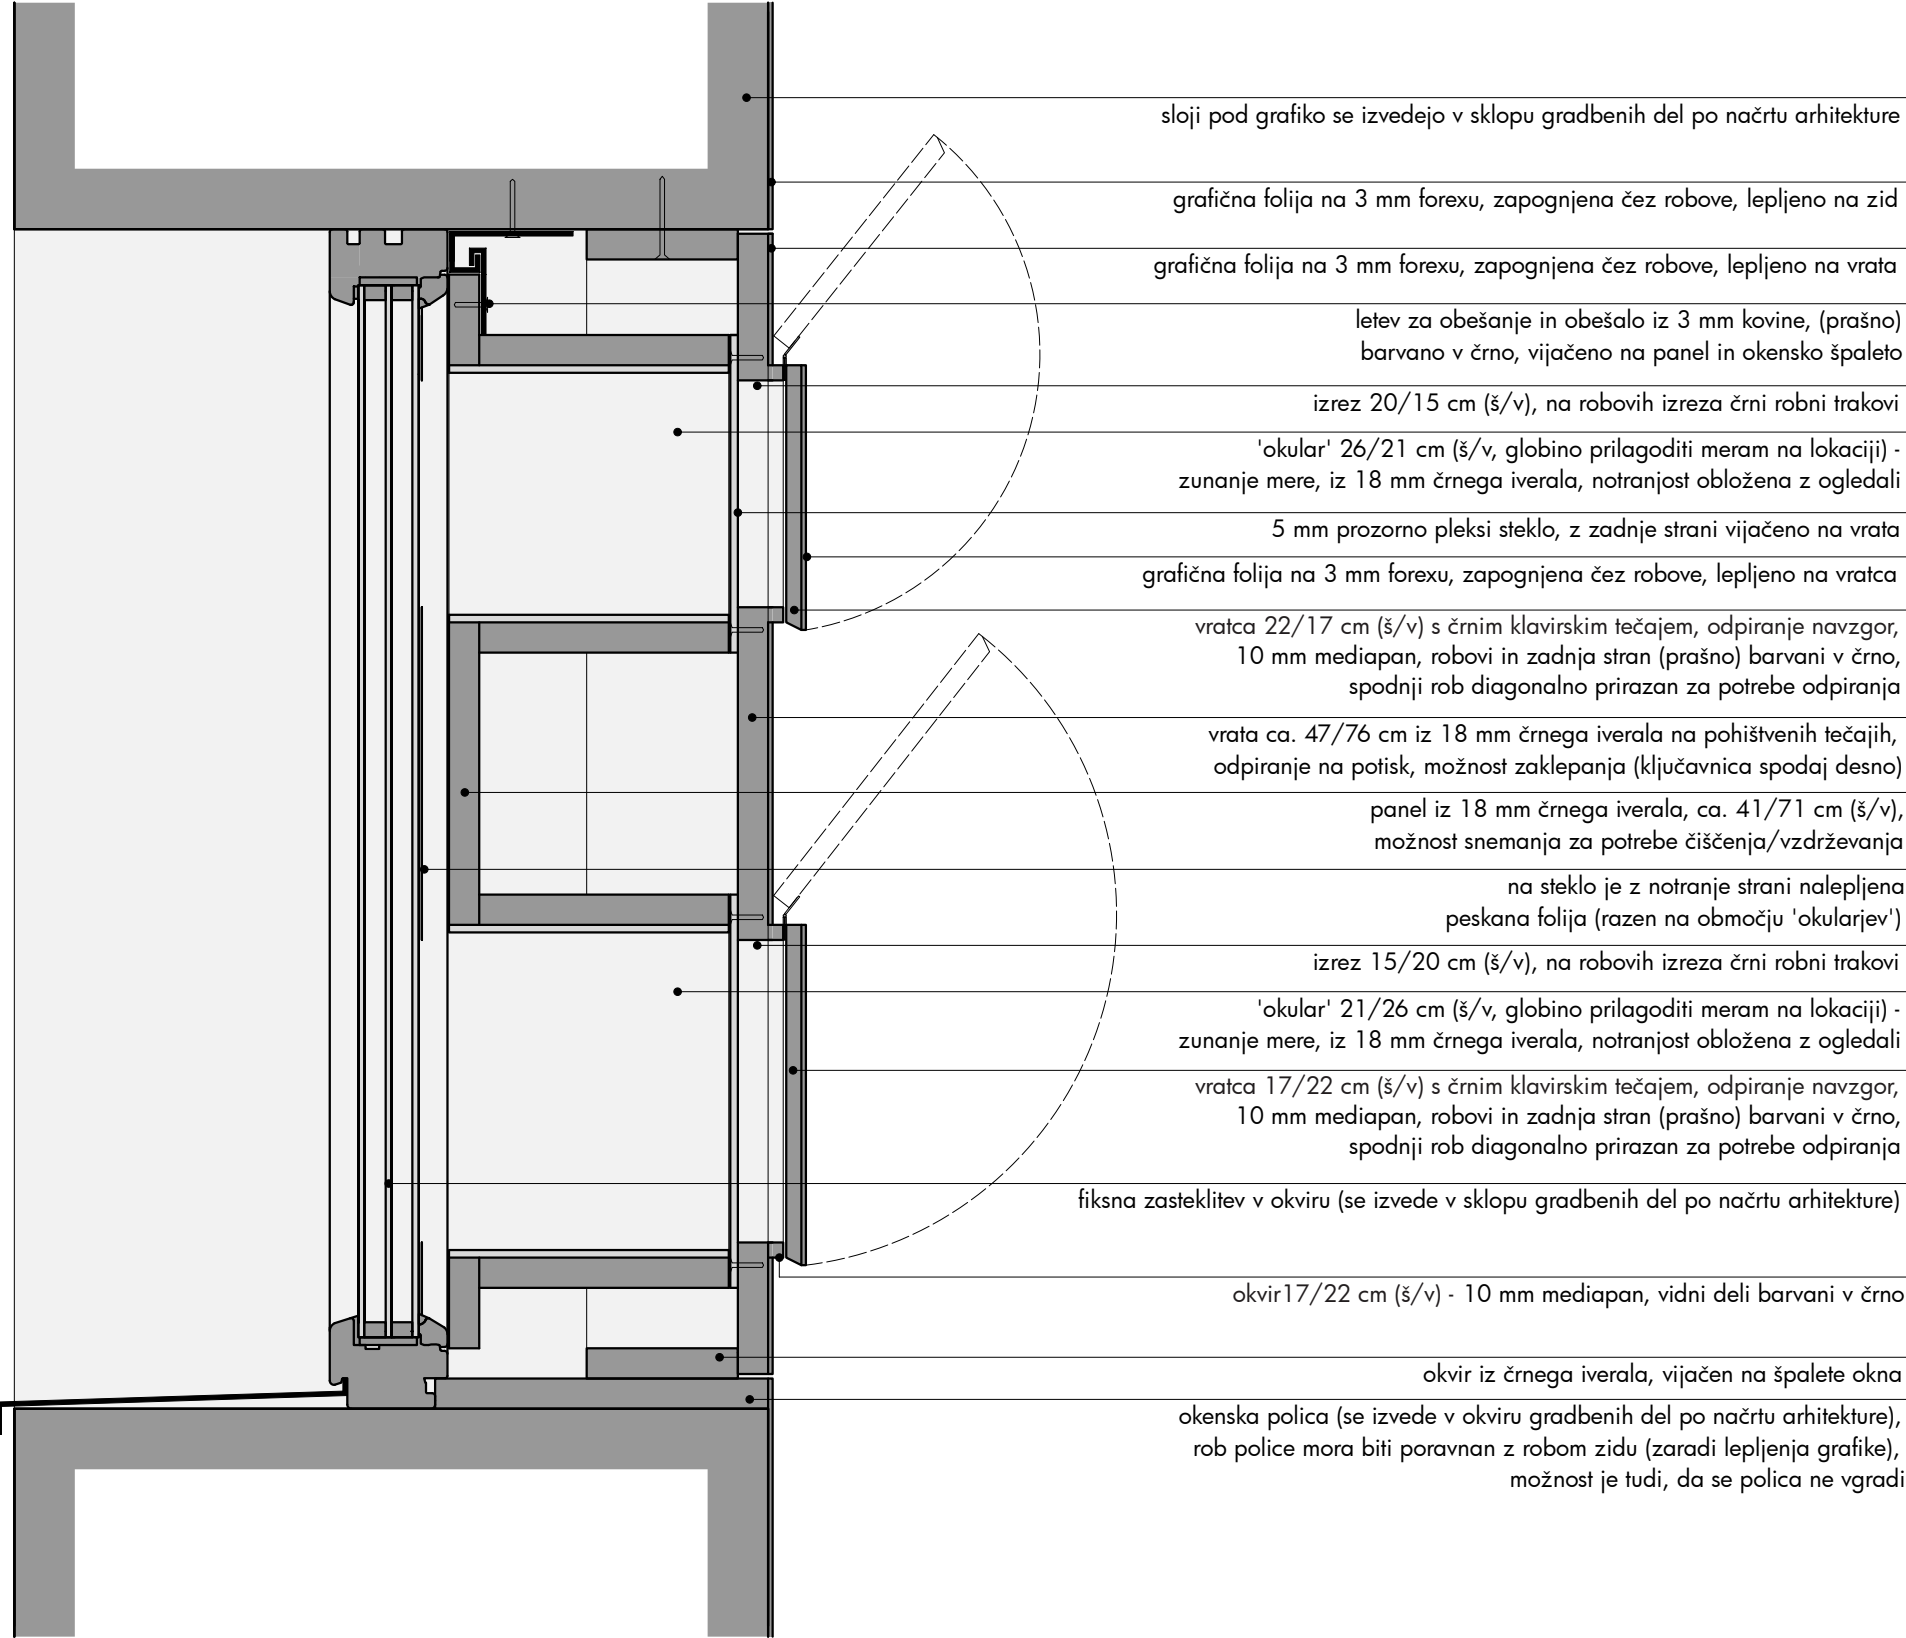 sloji pod grafiko se izvedejo v sklopu gradbenih del po načrtu arhitekture
grafična folija na 3 mm forexu, zapognjena čez robove, lepljeno na zid
grafična folija na 3 mm forexu, zapognjena čez robove, lepljeno na vrata
letev za obešanje in obešalo iz 3 mm kovine, (prašno)
barvano v črno, vijačeno na panel in okensko špaleto
izrez 20/15 cm (š/v), na robovih izreza črni robni trakovi
'okular' 26/21 cm (š/v, globino prilagoditi meram na lokaciji) -
zunanje mere, iz 18 mm črnega iverala, notranjost obložena z ogledali
5 mm prozorno pleksi steklo, z zadnje strani vijačeno na vrata
grafična folija na 3 mm forexu, zapognjena čez robove, lepljeno na vratca
vratca 22/17 cm (š/v) s črnim klavirskim tečajem, odpiranje navzgor,
10 mm mediapan, robovi in zadnja stran (prašno) barvani v črno,
spodnji rob diagonalno prirazan za potrebe odpiranja
vrata ca. 47/76 cm iz 18 mm črnega iverala na pohištvenih tečajih,
odpiranje na potisk, možnost zaklepanja (ključavnica spodaj desno)
panel iz 18 mm črnega iverala, ca. 41/71 cm (š/v),
možnost snemanja za potrebe čiščenja/vzdrževanja
na steklo je z notranje strani nalepljena
peskana folija (razen na območju 'okularjev')
izrez 15/20 cm (š/v), na robovih izreza črni robni trakovi
'okular' 21/26 cm (š/v, globino prilagoditi meram na lokaciji) -
zunanje mere, iz 18 mm črnega iverala, notranjost obložena z ogledali
vratca 17/22 cm (š/v) s črnim klavirskim tečajem, odpiranje navzgor,
10 mm mediapan, robovi in zadnja stran (prašno) barvani v črno,
spodnji rob diagonalno prirazan za potrebe odpiranja
fiksna zasteklitev v okviru (se izvede v sklopu gradbenih del po načrtu arhitekture)
okvir17/22 cm (š/v) - 10 mm mediapan, vidni deli barvani v črno
okvir iz črnega iverala, vijačen na špalete okna
okenska polica (se izvede v okviru gradbenih del po načrtu arhitekture),
rob police mora biti poravnan z robom zidu (zaradi lepljenja grafike),
možnost je tudi, da se polica ne vgradi